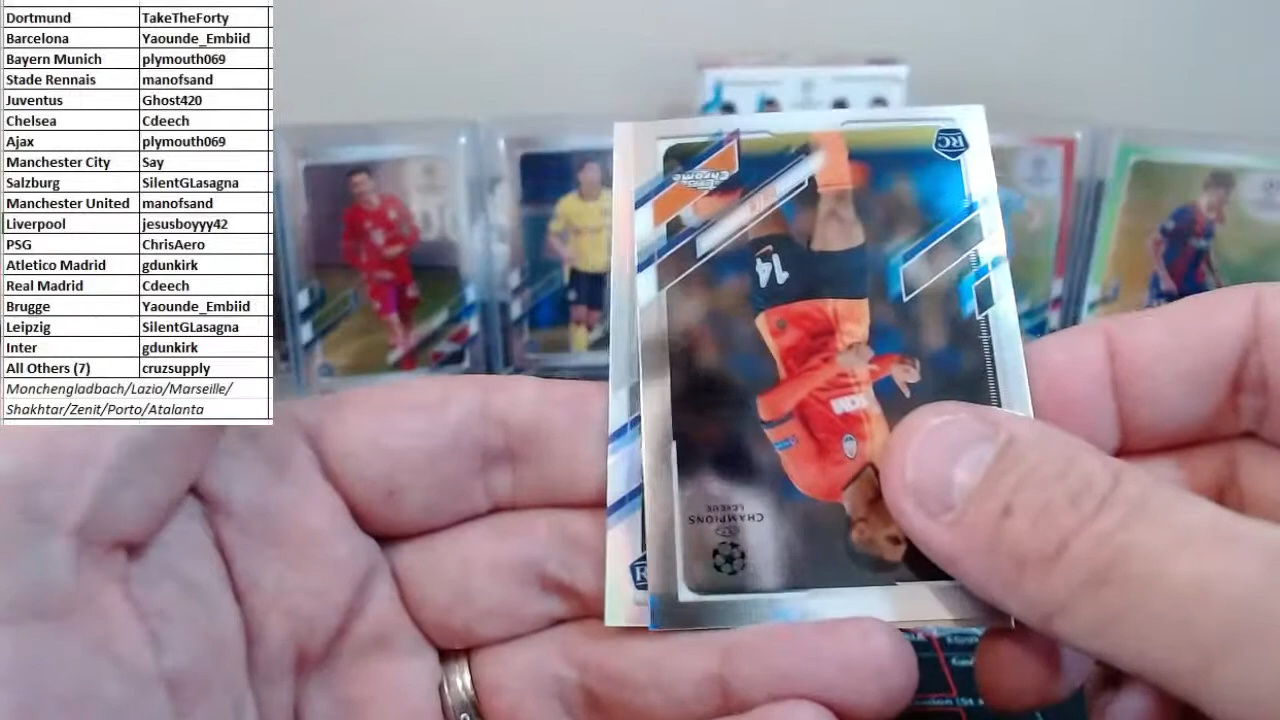 Dortmund TakeTheForty
Barcelona Yaounde_Embiid
Bayern Munich plymouth069
Stade Rennais manofsand
Juventus Ghost420
Chelsea Cdeech
Ajax plymouth069
Manchester City Say
Salzburg SilentGLasagna
Manchester United manofsand
Liverpool jesusboyyy42
PSG ChrisAero
Atletico Madrid gdunkirk
Real Madrid Cdeech
Brugge Yaounde_Embiid
Leipzig SilentGLasagna
Inter gdunkirk
All Others (7) cruzsupply
Monchengladbach/Lazio/Marseille/
Shakhtar/Zenit/Porto/Atalanta
RC
Chrome
14
CHAMPIONS
LEAGUE